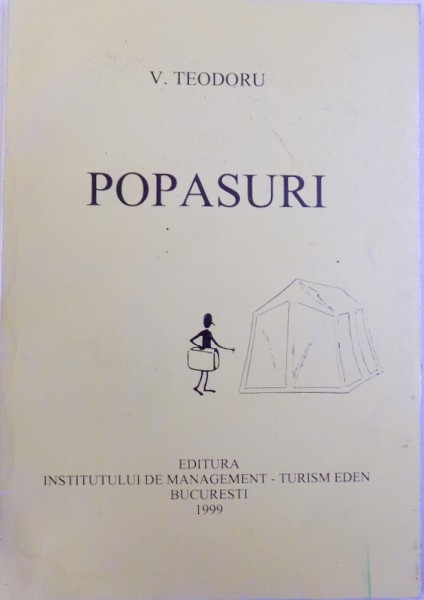 V. TEODORU
POPASURI
EDITURA
INSTITUTULUI DE MANAGEMENT - TURISM EDEN
BUCURESTI
1999